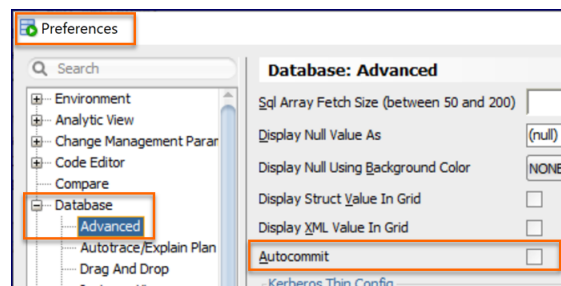 Preferences
Search
Environment
Analytic View
Change Management Parar
Code Editor
Compare
Database
Advanced
Autotrace/Explain Plan
Drag And Drop
Database: Advanced
Sql Array Fetch Size (between 50 and 200)
Display Null Value As
(null)
Display Null Using Background Color
NONE
Display Struct Value In Grid
Display XML Value In Grid
Autocommit
Kerberos Thin Config